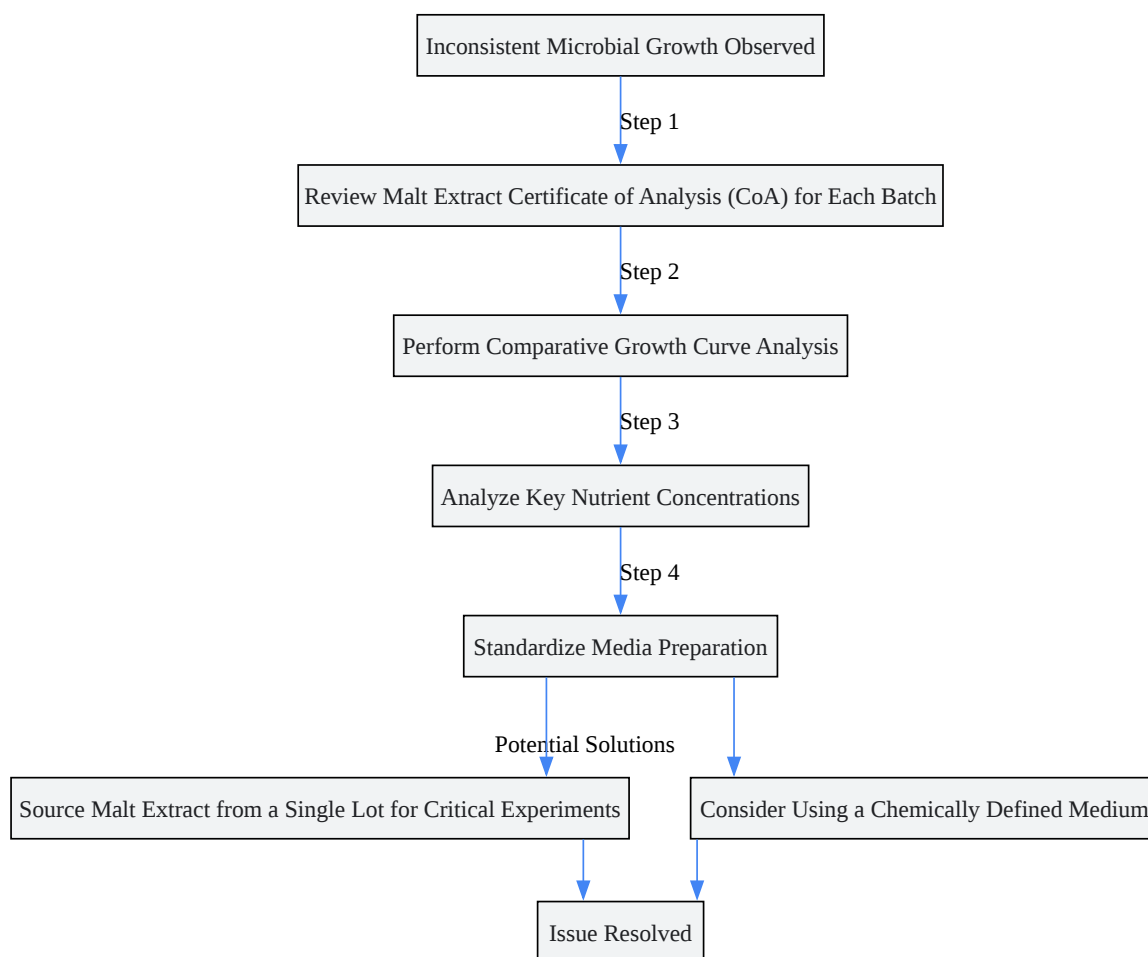 Inconsistent Microbial Growth Observed
Step 1
Review Malt Extract Certificate of Analysis (CoA) for Each Batch
Step 2
Perform Comparative Growth Curve Analysis
Step 3
Analyze Key Nutrient Concentrations
Step 4
Standardize Media Preparation
Potential Solutions
Source Malt Extract from a Single Lot for Critical Experiments
Consider Using a Chemically Defined Medium
Issue Resolved